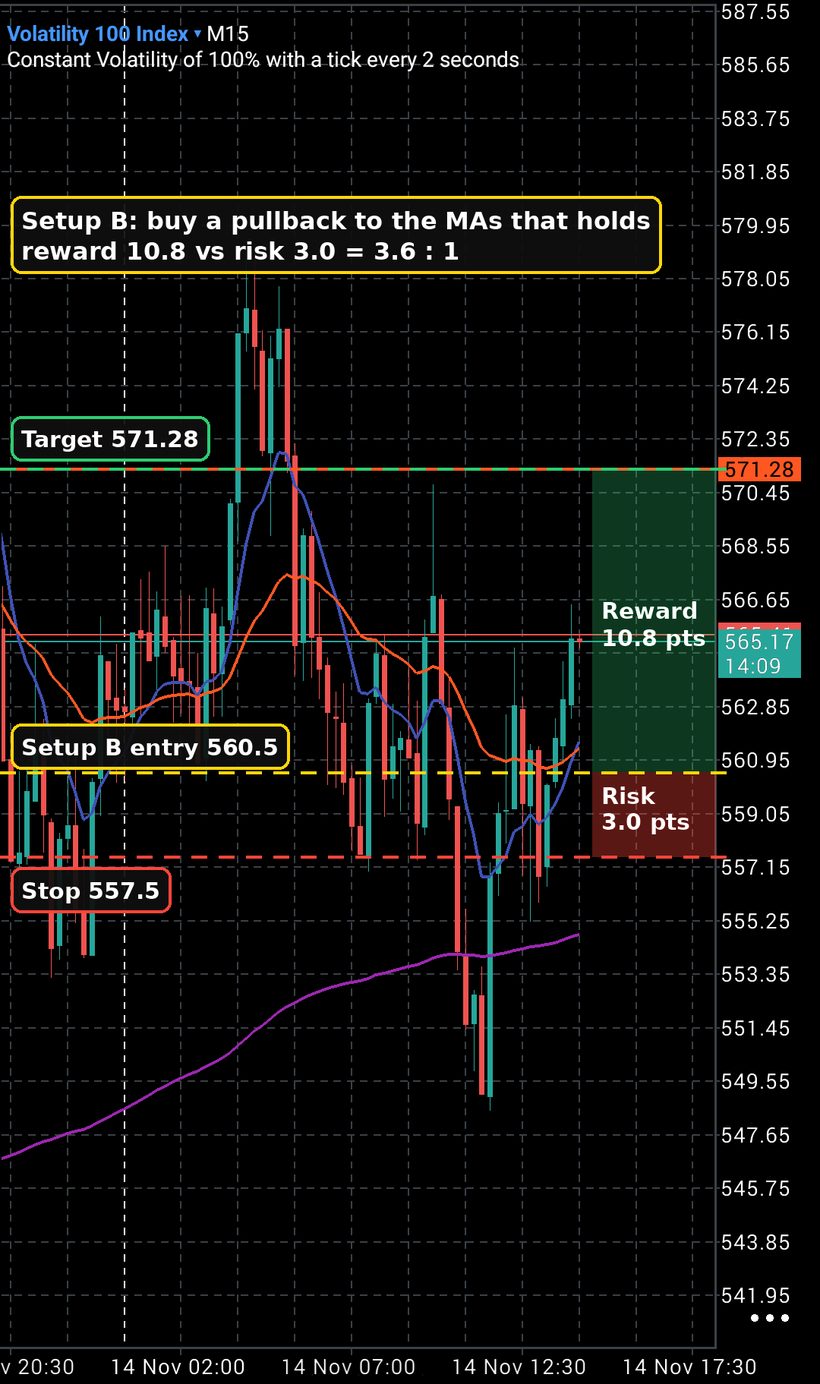 587.55
Volatility 100 Index ▾ M15
Constant Volatility of 100% with a tick every 2 seconds
585.65
583.75
581.85
Setup B: buy a pullback to the MAs that holds
reward 10.8 vs risk 3.0 = 3.6 : 1
579.95
578.05
576.15
574.25
Target 571.28
572.35
571.28
570.45
568.55
566.65
Reward
10.8 pts
565.17
14:09
562.85
Setup B entry 560.5
560.95
Risk
3.0 pts
559.05
557.15
Stop 557.5
555.25
553.35
551.45
549.55
547.65
545.75
543.85
541.95
v 20:30 14 Nov 02:00 14 Nov 07:00 14 Nov 12:30 14 Nov 17:30